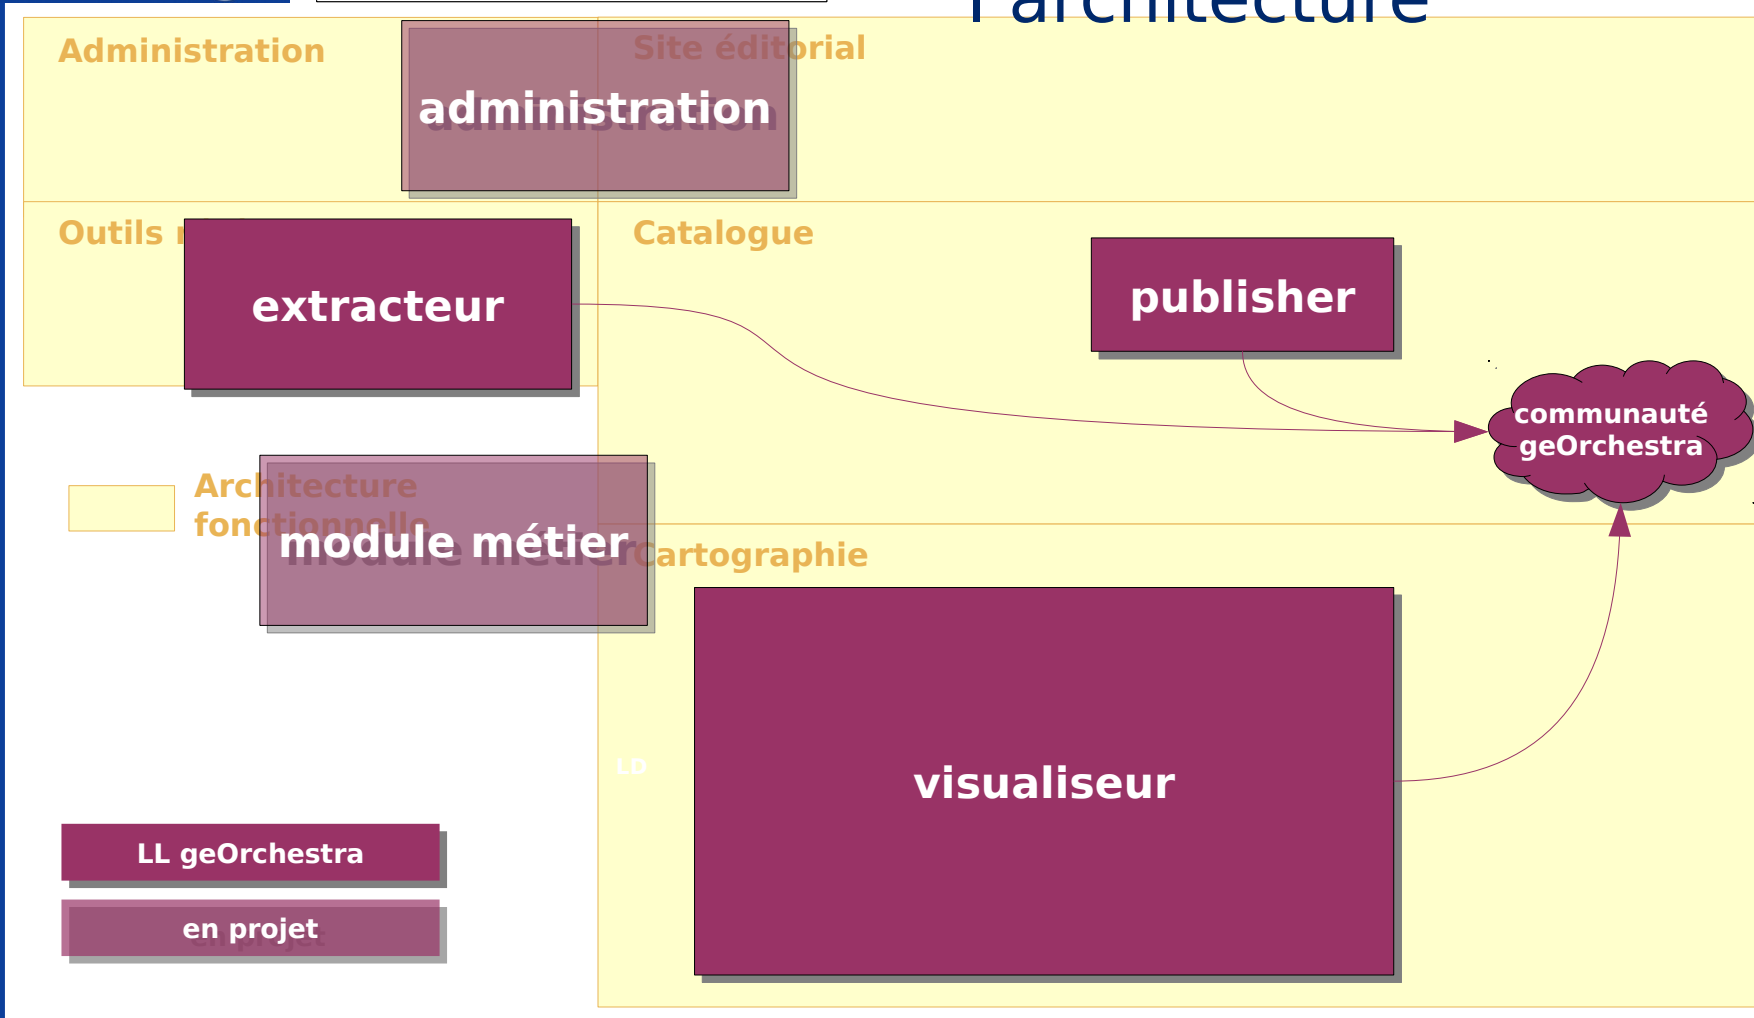 l'architecture
Administration
Site éditorial
administration
Outils
Catalogue
extracteur
publisher
communauté
geOrchestra
Architecture
fonctionnelle
module métier
Cartographie
LD
visualiseur
LL geOrchestra
en projet